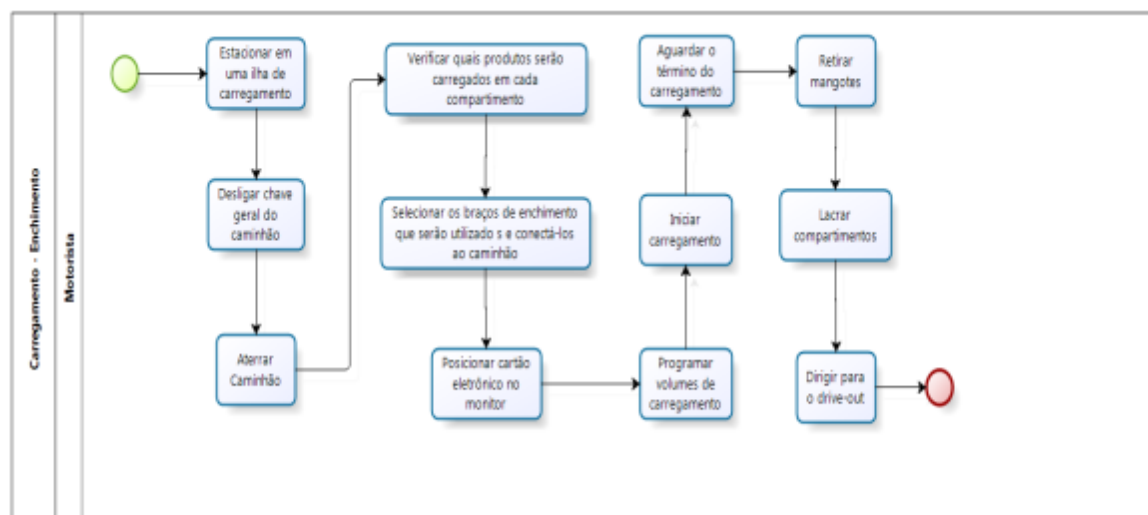 Carregamento - Enchimento
Motorista
Estacionar em
uma ilha de
carregamento
Desligar chave
geral do
caminhão
Aterrar
Caminhão
Verificar quais produtos serão
carregados em cada
compartimento
Selecionar os braços de enchimento
que serão utilizado s e conectá-los
ao caminhão
Posicionar cartão
eletrônico no
monitor
Programar
volumes de
carregamento
Iniciar
carregamento
Aguardar o
término do
carregamento
Retirar
mangotes
Lacrar
compartimentos
Dirigir para
o drive-out